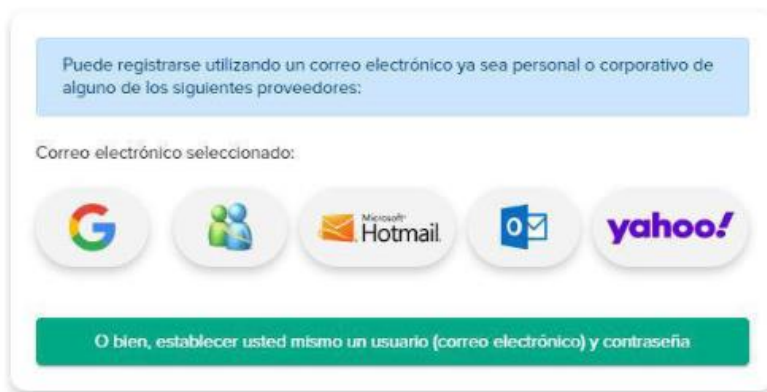 Puede registrarse utilizando un correo electrónico ya sea personal o corporativo de
alguno de los siguientes proveedores:
Correo electrónico seleccionado:
G
Microsoft®
Hotmail
O
yahoo!
O bien, establecer usted mismo un usuario (correo electrónico) y contraseña